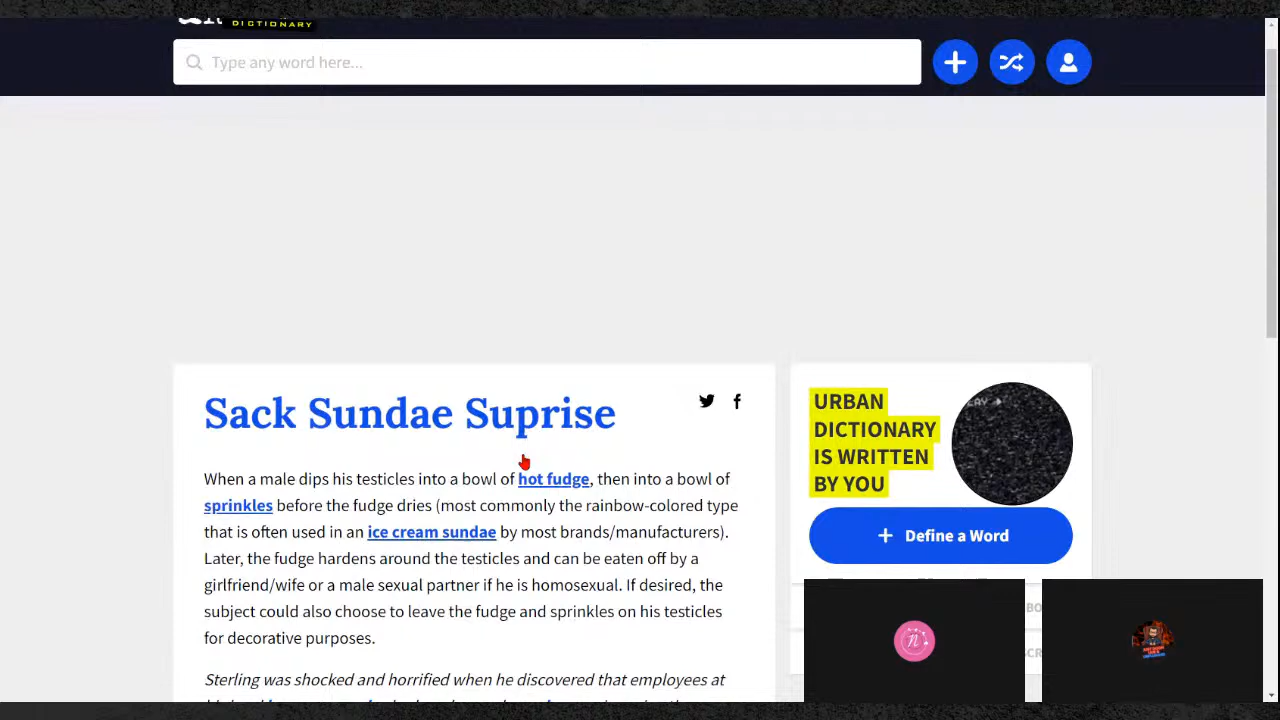 DICTIONARY
Type any word here...
Sack Sundae Suprise
When a male dips his testicles into a bowl of hot fudge, then into a bowl of
sprinkles before the fudge dries (most commonly the rainbow-colored type
that is often used in an ice cream sundae by most brands/manufacturers).
Later, the fudge hardens around the testicles and can be eaten off by a
girlfriend/wife or a male sexual partner if he is homosexual. If desired, the
subject could also choose to leave the fudge and sprinkles on his testicles
for decorative purposes.
Sterling was shocked and horrified when he discovered that employees at
URBAN
DICTIONARY
IS WRITTEN
BY YOU
Define a Word
n